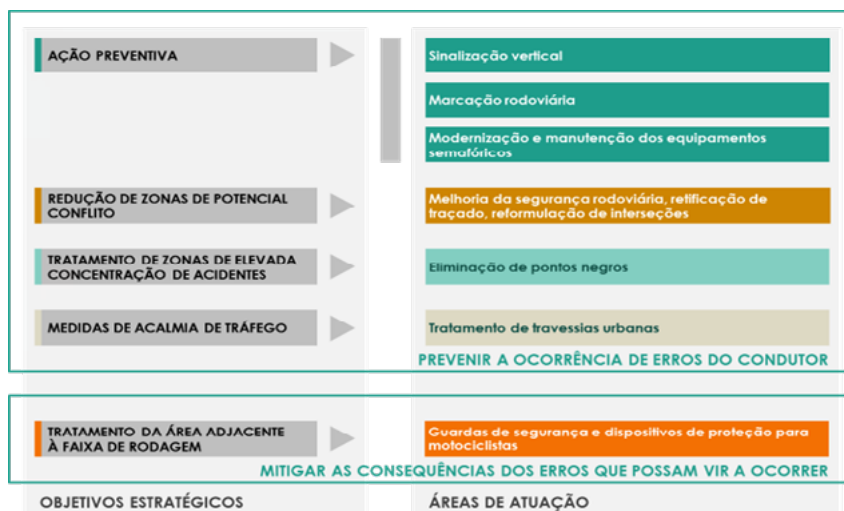 AÇÃO PREVENTIVA
Sinalização vertical
Marcação rodoviária
Modernização e manutenção dos equipamentos
semafóricos
REDUÇÃO DE ZONAS DE POTENCIAL
CONFLITO
Melhoria da segurança rodoviária, retificação de
traçado, reformulação de interseções
TRATAMENTO DE ZONAS DE ELEVADA
CONCENTRAÇÃO DE ACIDENTES
Eliminação de pontos negros
MEDIDAS DE ACALMIA DE TRÁFEGO
Tratamento de travessias urbanas
PREVENIR A OCORRÊNCIA DE ERROS DO CONDUTOR
TRATAMENTO DA ÁREA ADJACENTE
À FAIXA DE RODAGEM
Guardas de segurança e dispositivos de proteção para
motociclistas
MITIGAR AS CONSEQUÊNCIAS DOS ERROS QUE POSSAM VIR A OCORRER
OBJETIVOS ESTRATÉGICOS
ÁREAS DE ATUAÇÃO